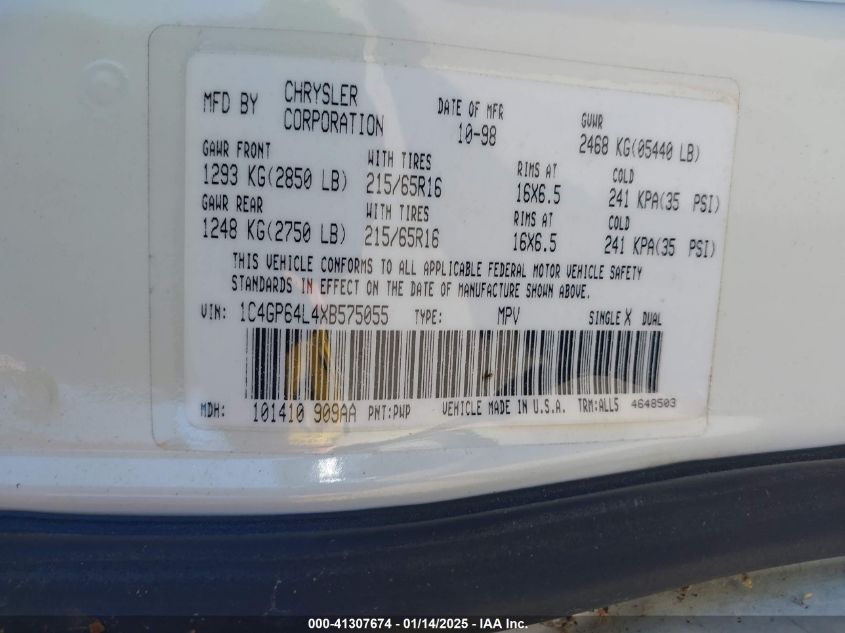 MFD BY CHRYSLER CORPORATION DATE OF MFR 10-98 GVWR 2468 KG(05440 LB)
GAWR FRONT WITH TIRES RIMS AT COLD
1293 KG(2850 LB) 215/65R16 16X6.5 241 KPA(35 PSI)
GAWR REAR WITH TIRES RIMS AT COLD
1248 KG(2750 LB) 215/65R16 16X6.5 241 KPA(35 PSI)
THIS VEHICLE CONFORMS TO ALL APPLICABLE FEDERAL MOTOR VEHICLE SAFETY
STANDARDS IN EFFECT ON THE DATE OF MANUFACTURE SHOWN ABOVE.
VIN: 1C4GP64L4XB575055 TYPE: MPV SINGLE X DUAL
MDH: 101410 909AA PNT:PWP VEHICLE MADE IN U.S.A. TRM:ALL5 4648503
000-41307674 - 01/14/2025 - IAA Inc.